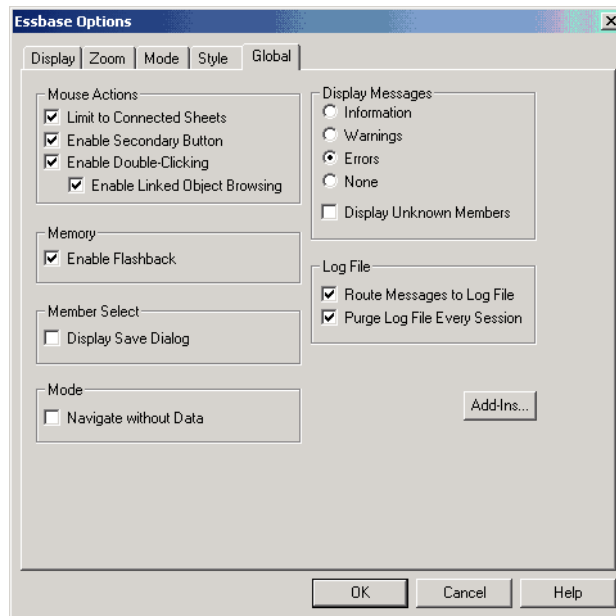 Essbase Options
Display Zoom Mode Style Global
Mouse Actions
Limit to Connected Sheets
Enable Secondary Button
Enable Double-Clicking
Enable Linked Object Browsing
Memory
Enable Flashback
Member Select
Display Save Dialog
Mode
Navigate without Data
Display Messages
Information
Warnings
Errors
None
Display Unknown Members
Log File
Route Messages to Log File
Purge Log File Every Session
Add-Ins...
OK Cancel Help